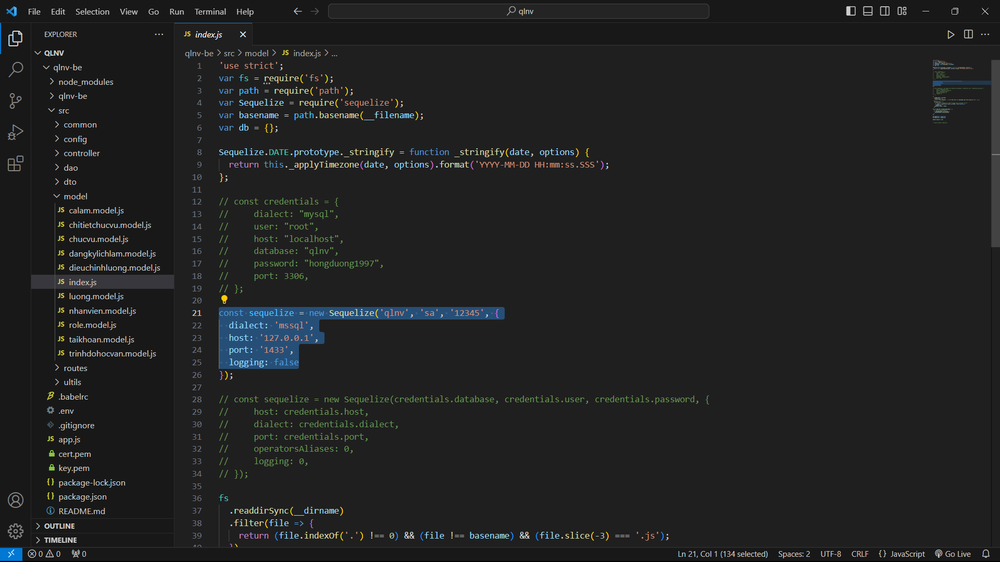 File Edit Selection View Go Run Terminal Help
qlnv
EXPLORER
QLNV
qlnv-be
node_modules
qlnv-be
src
common
config
controller
dao
dto
model
JS calam.model.js
JS chitietchucvu.model.js
JS chucvu.model.js
JS dangkylichlam.model.js
JS dieuchinhluong.model.js
JS index.js
JS luong.model.js
JS nhanvien.model.js
JS role.model.js
JS taikhoan.model.js
JS trinhdohocvan.model.js
routes
ultils
.babelrc
.env
.gitignore
JS app.js
cert.pem
key.pem
{} package-lock.json
{} package.json
README.md
OUTLINE
TIMELINE
JS index.js
qlnv-be > src > model > JS index.js > ...
1 'use strict';
2 var fs = require('fs');
3 var path = require('path');
4 var Sequelize = require('sequelize');
5 var basename = path.basename(__filename);
6 var db = {};
7
8 Sequelize.DATE.prototype._stringify = function _stringify(date, options) {
9 return this._applyTimezone(date, options).format('YYYY-MM-DD HH:mm:ss.SSS');
10 };
11
12 // const credentials = {
13 // dialect: "mysql",
14 // user: "root",
15 // host: "localhost",
16 // database: "qlnv",
17 // password: "hongduong1997",
18 // port: 3306,
19 // };
20
21 const sequelize = new Sequelize('qlnv', 'sa', '12345', {
22 dialect: 'mssql',
23 host: '127.0.0.1',
24 port: '1433',
25 logging: false
26 });
27
28 // const sequelize = new Sequelize(credentials.database, credentials.user, credentials.password, {
29 // host: credentials.host,
30 // dialect: credentials.dialect,
31 // port: credentials.port,
32 // operatorsAliases: 0,
33 // logging: 0,
34 // });
35
36 fs
37 .readdirSync(__dirname)
38 .filter(file => {
39 return (file.indexOf('.') !== 0) && (file !== basename) && (file.slice(-3) === '.js');
40 })
0 0 0
Ln 21, Col 1 (134 selected) Spaces: 2 UTF-8 CRLF {} JavaScript Go Live